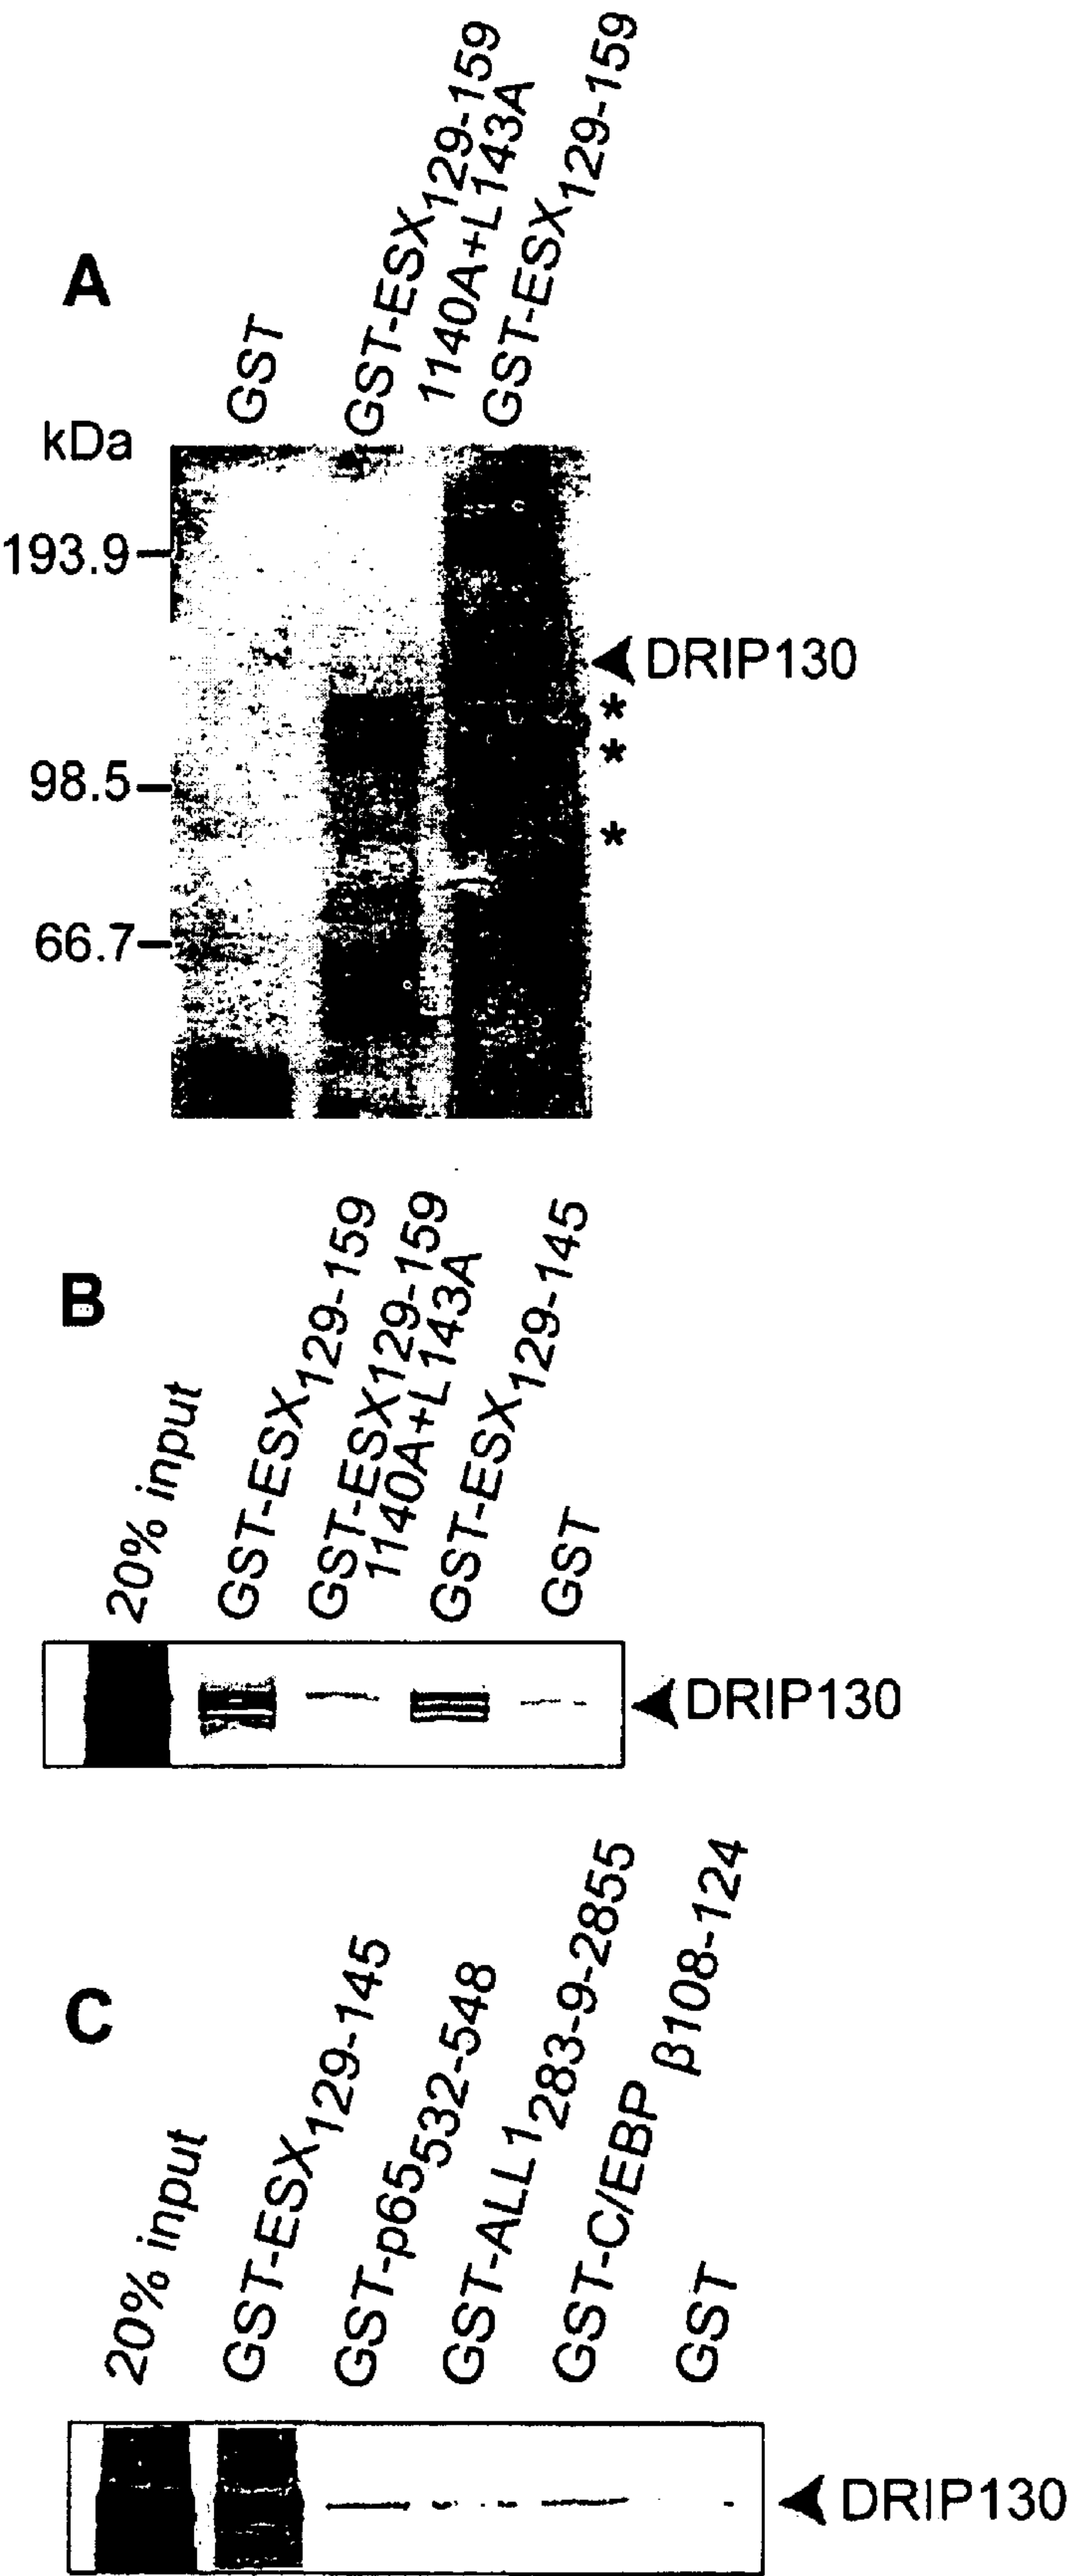 A
GST
GST-ESX129-159
1140A+L143A
GST-ESX129-159
kDa
193.9
98.5
66.7
DRIP130
*
*
*
B
20% input
GST-ESX129-159
GST-ESX129-159
1140A+L143A
GST-ESX129-145
GST
DRIP130
C
20% input
GST-ESX129-145
GST-p65532-548
GST-ALL1283-9-2855
GST-C/EBP β108-124
GST
DRIP130